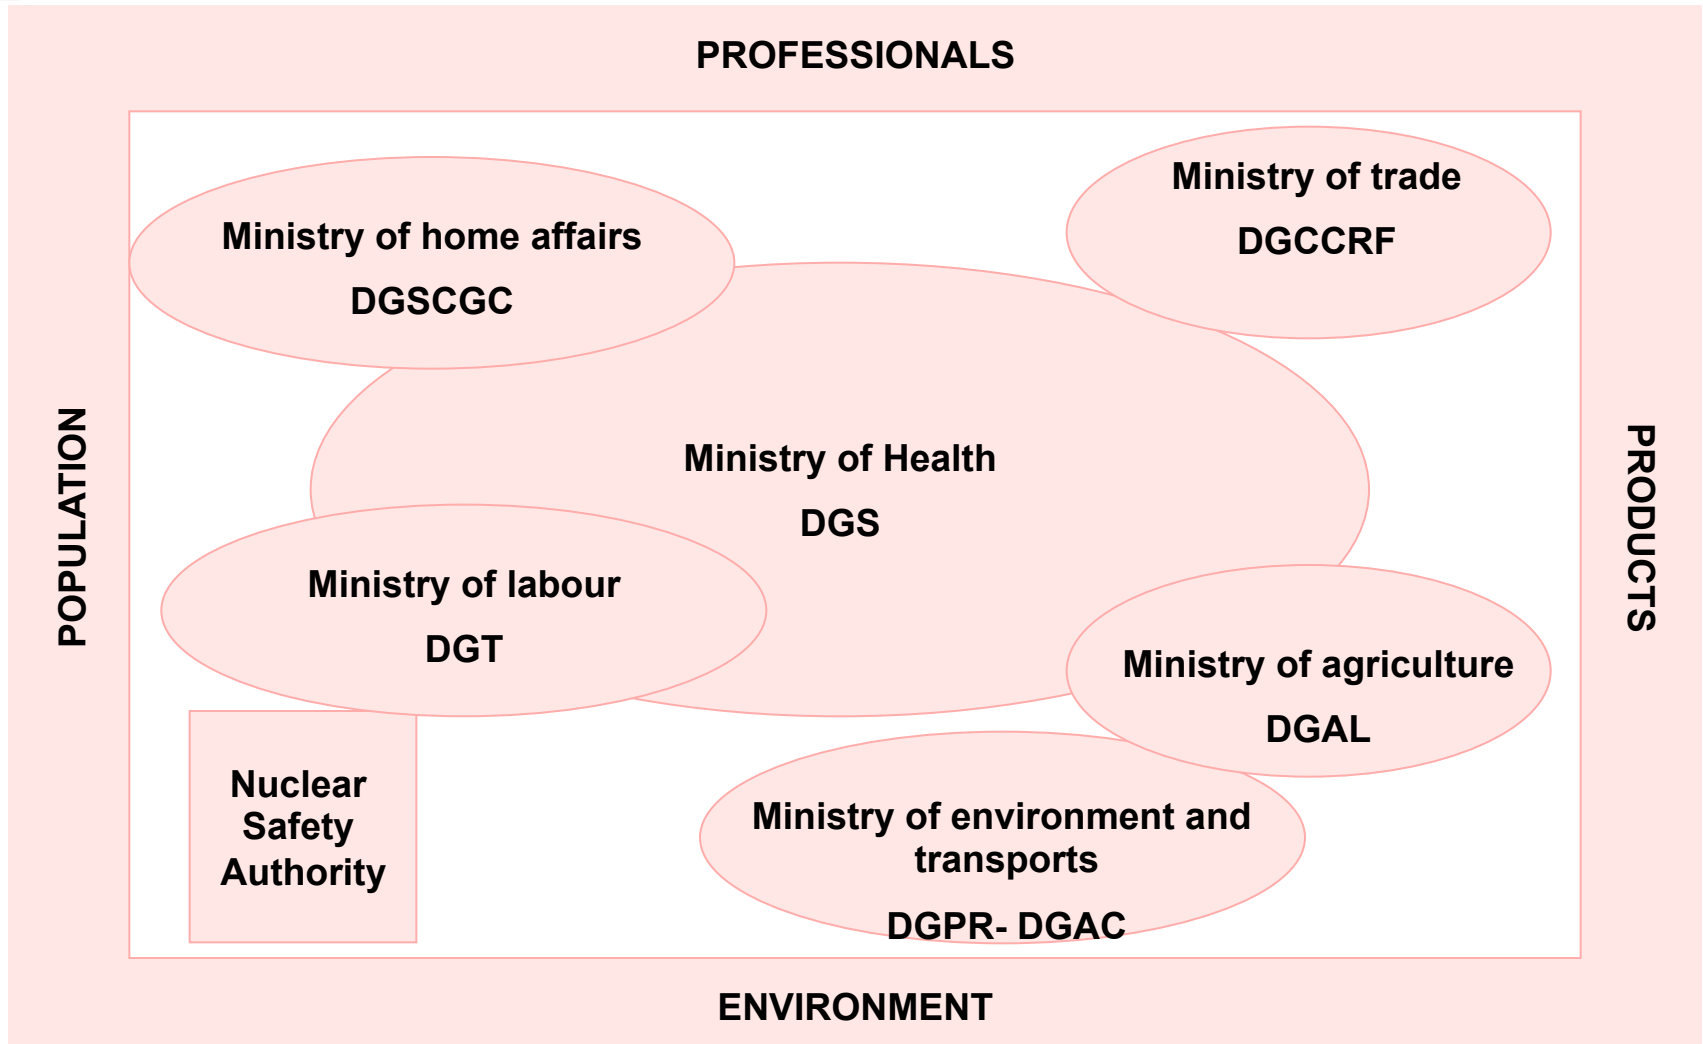 PROFESSIONALS
Ministry of trade
DGCCRF
Ministry of home affairs
DGSCGC
POPULATION
PRODUCTS
Ministry of Health
DGS
Ministry of labour
DGT
Ministry of agriculture
DGAL
Nuclear
Safety
Authority
Ministry of environment and
transports
DGPR- DGAC
ENVIRONMENT